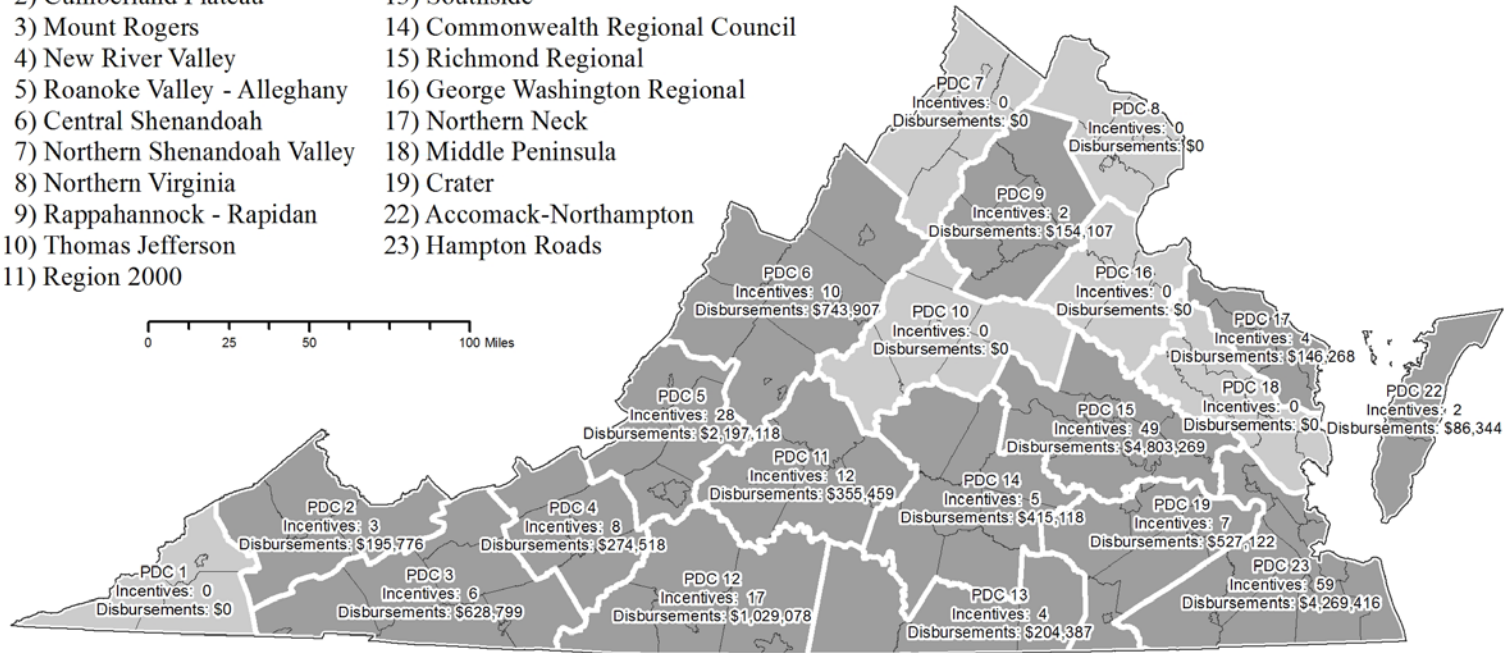 3) Mount Rogers
4) New River Valley
5) Roanoke Valley - Alleghany
6) Central Shenandoah
7) Northern Shenandoah Valley
8) Northern Virginia
9) Rappahannock - Rapidan
10) Thomas Jefferson
11) Region 2000
14) Commonwealth Regional Council
15) Richmond Regional
16) George Washington Regional
17) Northern Neck
18) Middle Peninsula
19) Crater
22) Accomack-Northampton
23) Hampton Roads
0 25 50 100 Miles
PDC 7
Incentives: 0
Disbursements: $0
PDC 8
Incentives: 0
Disbursements: $0
PDC 9
Incentives: 2
Disbursements: $154,107
PDC 6
Incentives: 10
Disbursements: $743,907
PDC 10
Incentives: 0
Disbursements: $0
PDC 16
Incentives: 0
Disbursements: $0
PDC 17
Incentives: 4
Disbursements: $146,268
PDC 18
Incentives: 0
Disbursements: $0
PDC 22
Incentives: 2
Disbursements: $86,344
PDC 5
Incentives: 28
Disbursements: $2,197,118
PDC 15
Incentives: 49
Disbursements: $4,803,269
PDC 11
Incentives: 12
Disbursements: $355,459
PDC 14
Incentives: 5
Disbursements: $415,118
PDC 19
Incentives: 7
Disbursements: $527,122
PDC 2
Incentives: 3
Disbursements: $195,776
PDC 4
Incentives: 8
Disbursements: $274,518
PDC 1
Incentives: 0
Disbursements: $0
PDC 3
Incentives: 6
Disbursements: $628,799
PDC 12
Incentives: 17
Disbursements: $1,029,078
PDC 13
Incentives: 4
Disbursements: $204,387
PDC 23
Incentives: 59
Disbursements: $4,269,416